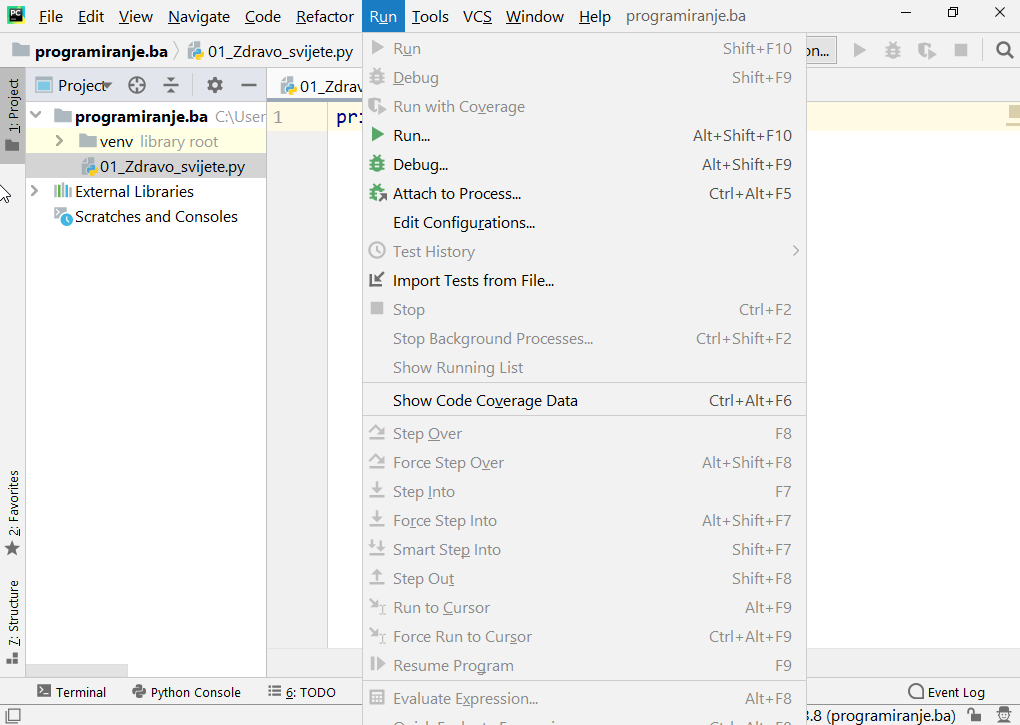 File Edit View Navigate Code Refactor Run Tools VCS Window Help programiranje.ba
programiranje.ba 01_Zdravo_svijete.py
Project
01_Zdrav
1: Project
programiranje.ba C:\User
venv library root
01_Zdravo_svijete.py
External Libraries
Scratches and Consoles
1 pr
Run Shift+F10
Debug Shift+F9
Run with Coverage
Run... Alt+Shift+F10
Debug... Alt+Shift+F9
Attach to Process... Ctrl+Alt+F5
Edit Configurations...
Test History
Import Tests from File...
Stop Ctrl+F2
Stop Background Processes... Ctrl+Shift+F2
Show Running List
Show Code Coverage Data Ctrl+Alt+F6
Step Over F8
Force Step Over Alt+Shift+F8
Step Into F7
Force Step Into Alt+Shift+F7
Smart Step Into Shift+F7
Step Out Shift+F8
Run to Cursor Alt+F9
Force Run to Cursor Ctrl+Alt+F9
Resume Program F9
Evaluate Expression... Alt+F8
2: Favorites
7: Structure
Terminal Python Console 6: TODO Event Log
3.8 (programiranje.ba)